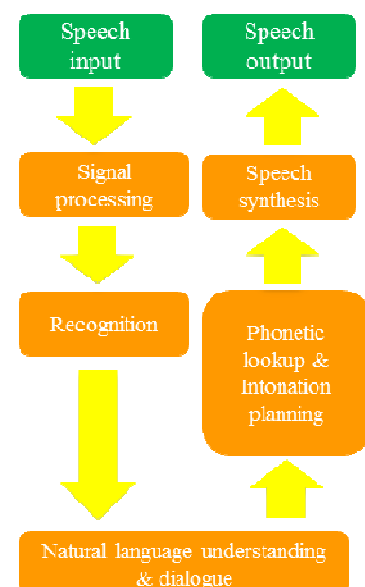 Speech
input
Speech
output
Signal
processing
Speech
synthesis
Recognition
Phonetic
lookup &
Intonation
planning
Natural language understanding
& dialogue